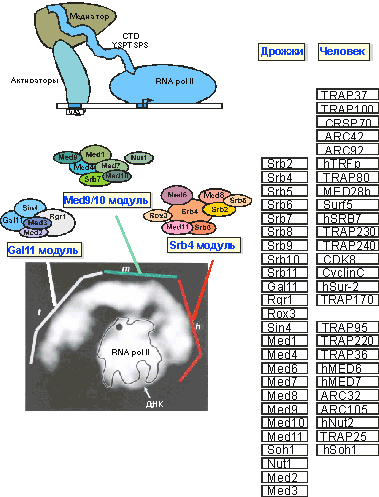 Медиатор
CTD
YSPTSPS
Активаторы
RNA pol II
Med9
Med1
Nut1
Med4
Med7
Srb7
Med10
Med9/10 модуль
Sin4
Gal11
Rgr1
Med3
Med2
Gal11 модуль
Med6
Med8
Srb5
Srb4
Srb2
Rox3
Med11
Srb6
Srb4 модуль
t
m
h
RNA pol II
ДНК
Дрожжи Человек
TRAP37
TRAP100
CRSP70
ARC42
ARC92
Srb2 hTRFp
Srb4 TRAP80
Srb5 MED28b
Srb6 Surf5
Srb7 hSRB7
Srb8 TRAP230
Srb9 TRAP240
Srb10 CDK8
Srb11 CyclinC
Gal11 hSur-2
Rgr1 TRAP170
Rox3
Sin4 TRAP95
Med1 TRAP220
Med4 TRAP36
Med6 hMED6
Med7 hMED7
Med8 ARC32
Med9 ARC105
Med10 hNut2
Med11 TRAP25
Soh1 hSoh1
Nut1
Med2
Med3